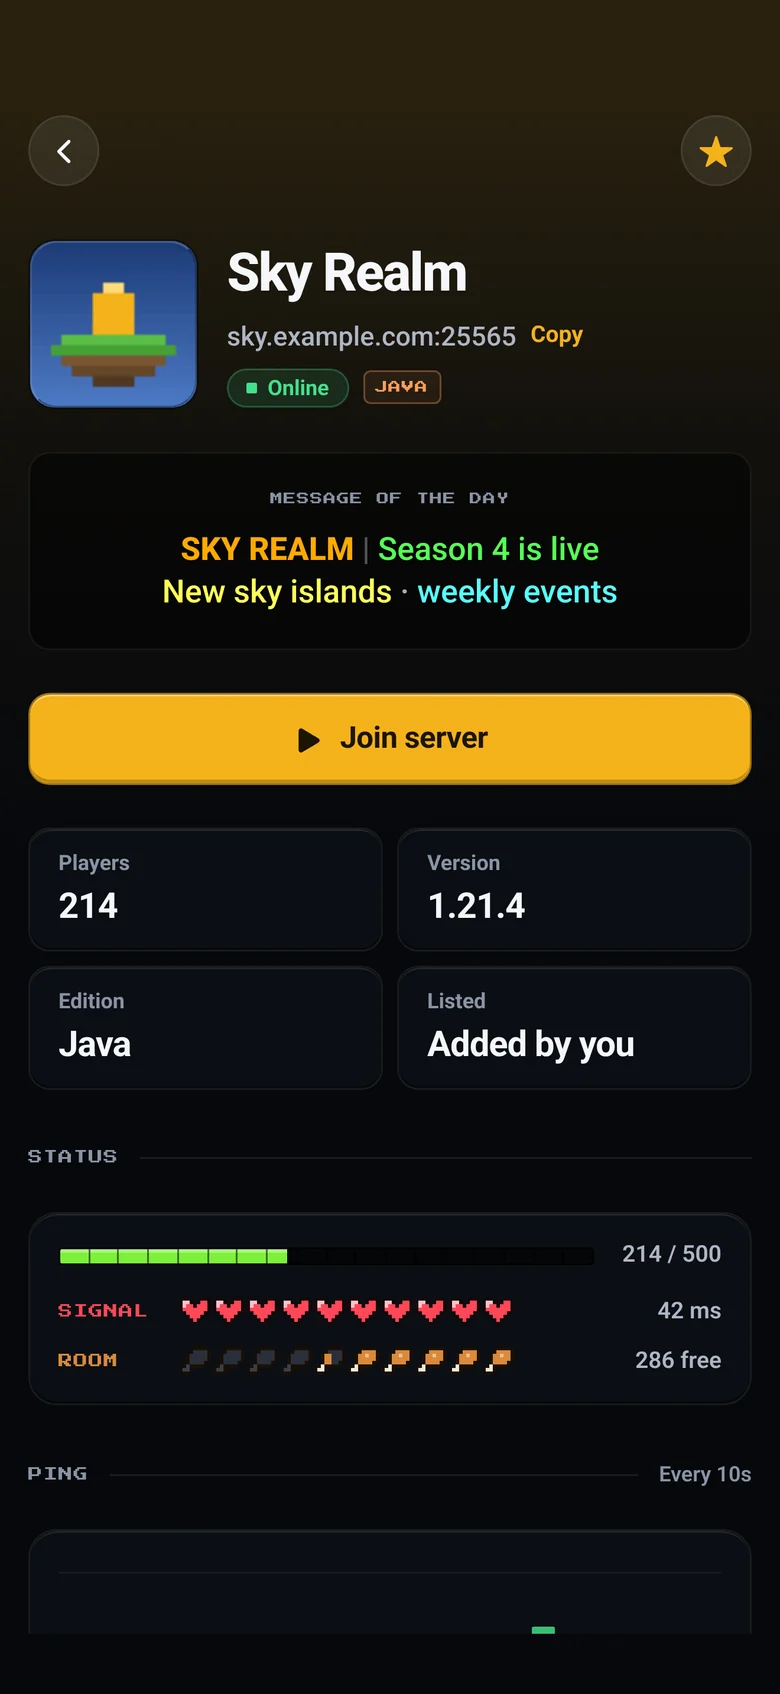 Sky Realm
sky.example.com:25565 Copy
Online JAVA
MESSAGE OF THE DAY
SKY REALM | Season 4 is live
New sky islands · weekly events
Join server
Players
214
Version
1.21.4
Edition
Java
Listed
Added by you
STATUS
214 / 500
SIGNAL 42 ms
ROOM 286 free
PING Every 10s